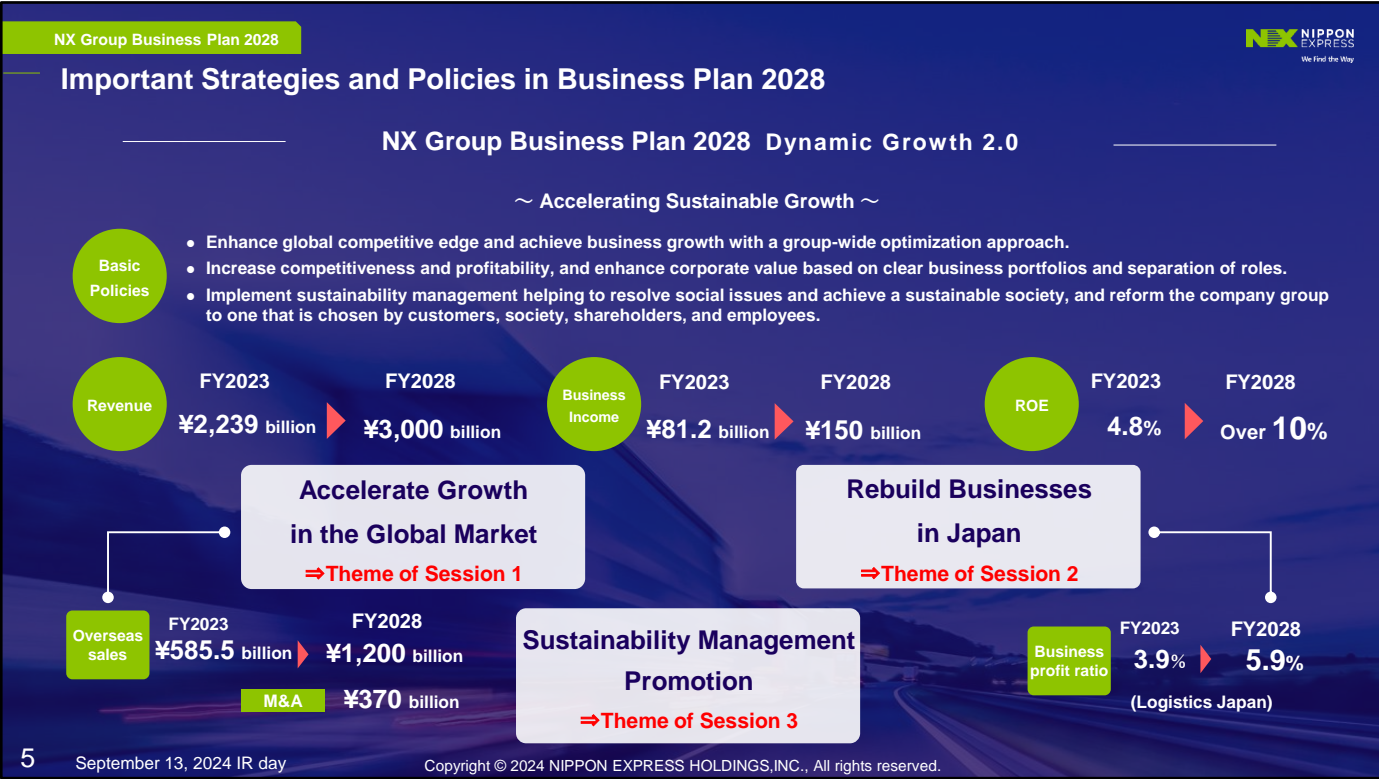 NX Group Business Plan 2028
NX NIPPON
EXPRESS
We Find the Way
Important Strategies and Policies in Business Plan 2028
NX Group Business Plan 2028 Dynamic Growth 2.0
～ Accelerating Sustainable Growth ～
Basic
Policies
● Enhance global competitive edge and achieve business growth with a group-wide optimization approach.
● Increase competitiveness and profitability, and enhance corporate value based on clear business portfolios and separation of roles.
● Implement sustainability management helping to resolve social issues and achieve a sustainable society, and reform the company group
to one that is chosen by customers, society, shareholders, and employees.
Revenue
FY2023
¥2,239 billion
FY2028
¥3,000 billion
Business
Income
FY2023
¥81.2 billion
FY2028
¥150 billion
ROE
FY2023
4.8%
FY2028
Over 10%
Accelerate Growth
in the Global Market
⇒Theme of Session 1
Rebuild Businesses
in Japan
⇒Theme of Session 2
Overseas
sales
FY2023
¥585.5 billion
FY2028
¥1,200 billion
M&A
¥370 billion
Sustainability Management
Promotion
⇒Theme of Session 3
Business
profit ratio
FY2023
3.9%
FY2028
5.9%
(Logistics Japan)
5
September 13, 2024 IR day
Copyright © 2024 NIPPON EXPRESS HOLDINGS,INC., All rights reserved.